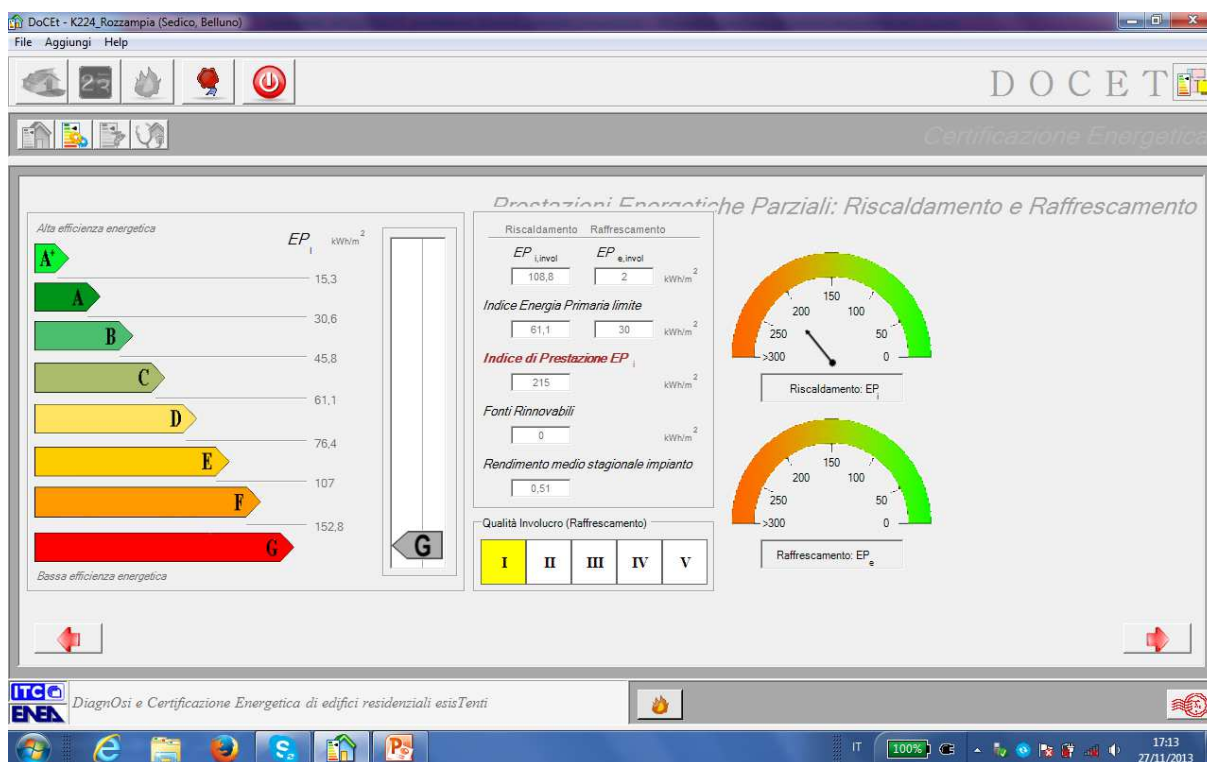 DoCEt - K224_Rozzampia (Sedico, Belluno)
File Aggiungi Help
DOCET
Certificazione Energetica
Prestazioni Energetiche Parziali: Riscaldamento e Raffrescamento
Alta efficienza energetica
EP i kWh/m2
A+
15,3
A
30,6
B
45,8
C
61,1
D
76,4
E
107
F
152,8
G
G
Bassa efficienza energetica
Riscaldamento Raffrescamento
EP i,invol EP e,invol
108,8 2 kWh/m2
Indice Energia Primaria limite
61,1 30 kWh/m2
Indice di Prestazione EP i
215 kWh/m2
Fonti Rinnovabili
0 kWh/m2
Rendimento medio stagionale impianto
0,51
Qualità Involucro (Raffrescamento)
I II III IV V
150
200 100
250 50
>300 0
Riscaldamento: EP i
150
200 100
250 50
>300 0
Raffrescamento: EP e
ITC
ENEA
DiagnOsi e Certificazione Energetica di edifici residenziali esisTenti
IT 100% 17:13
27/11/2013